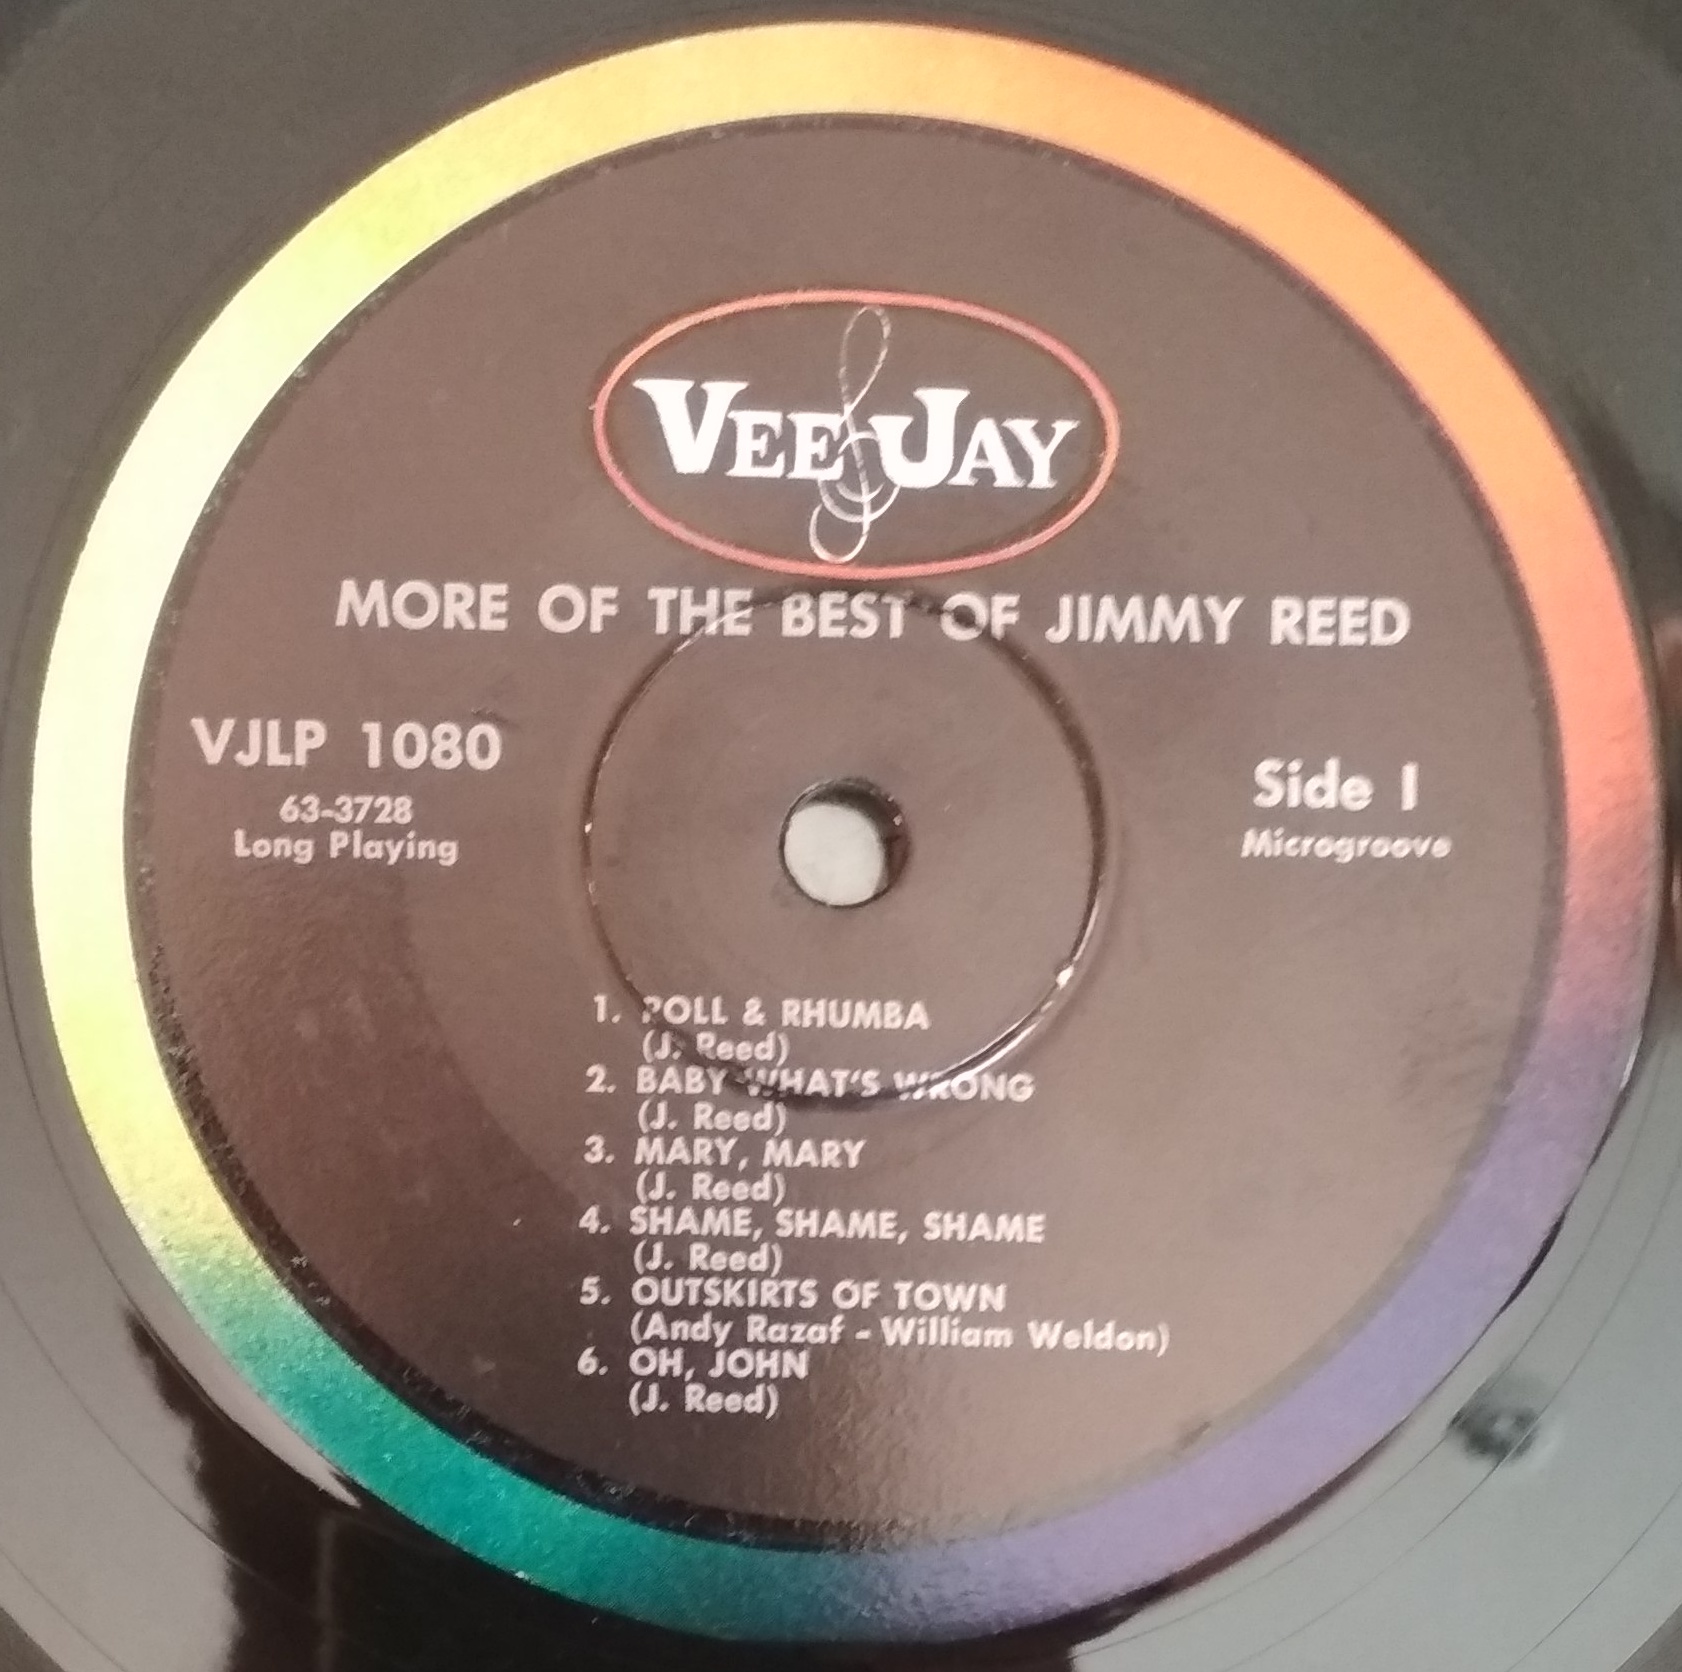 VEE JAY
MORE OF THE BEST OF JIMMY REED
VJLP 1080
63-3728
Long Playing
Side 1
Microgroove
1. ROLL & RHUMBA
(J. Reed)
2. BABY WHAT'S WRONG
(J. Reed)
3. MARY, MARY
(J. Reed)
4. SHAME, SHAME, SHAME
(J. Reed)
5. OUTSKIRTS OF TOWN
(Andy Razaf - William Weldon)
6. OH, JOHN
(J. Reed)